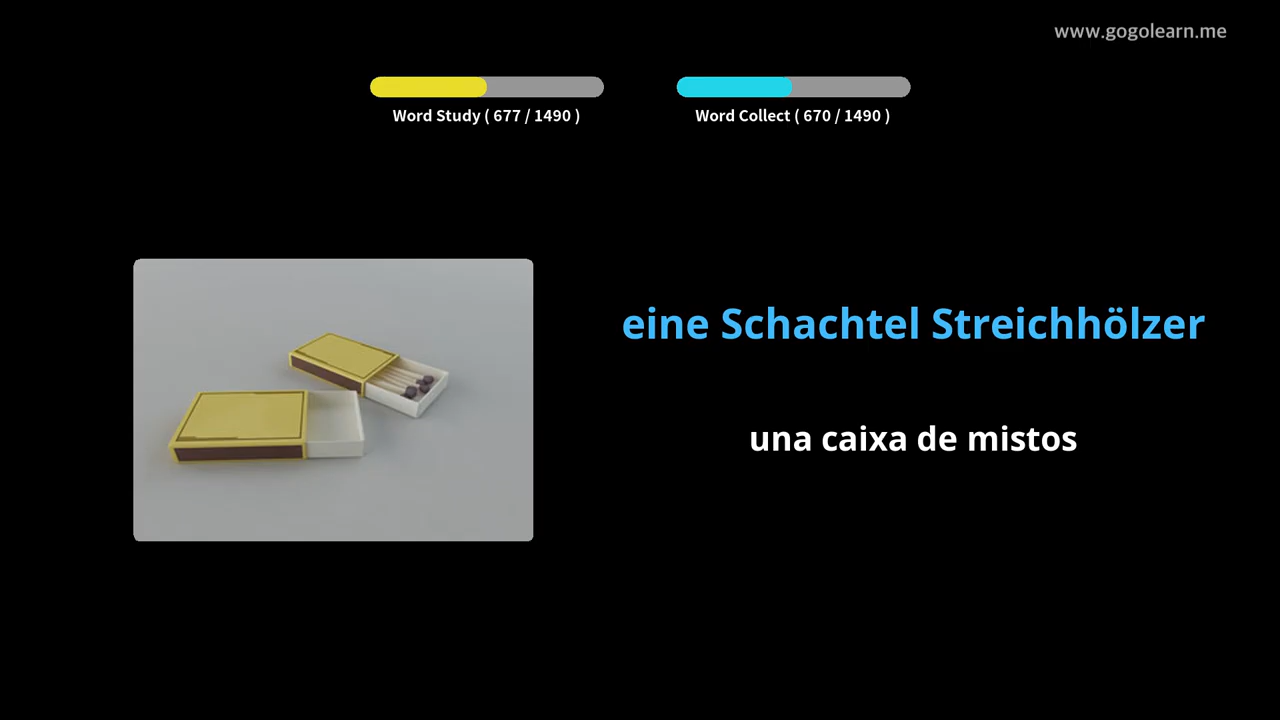 www.gogolearn.me
Word Study ( 677 / 1490 )
Word Collect ( 670 / 1490 )
eine Schachtel Streichhölzer
una caixa de mistos